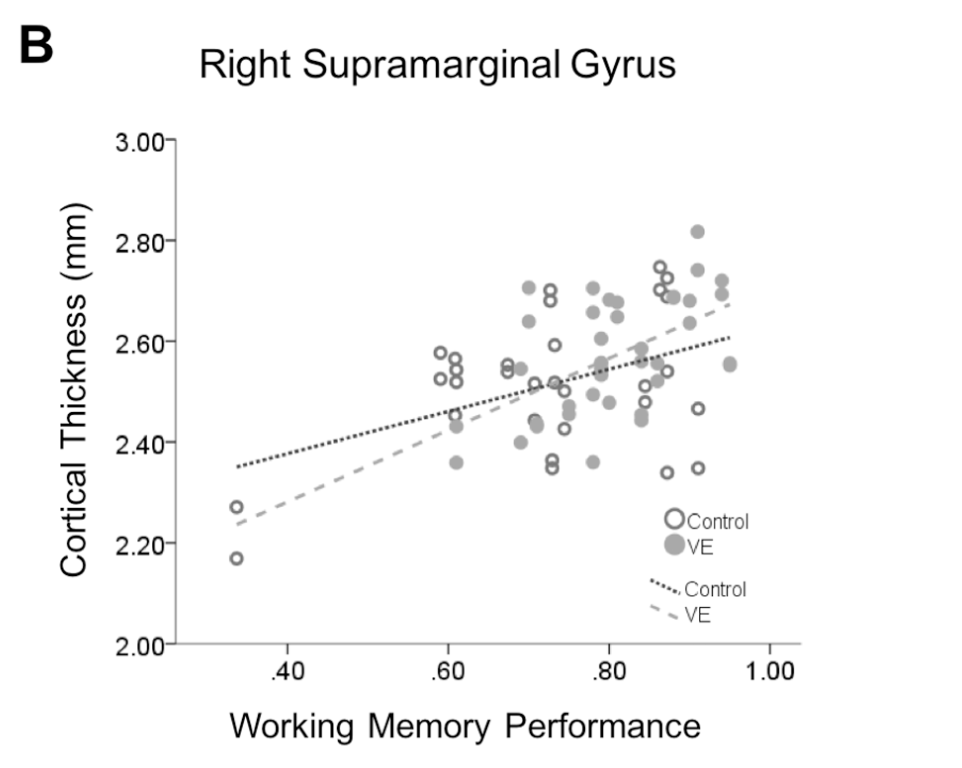 B
Right Supramarginal Gyrus
Cortical Thickness (mm)
3.00
2.80
2.60
2.40
2.20
2.00
.40 .60 .80 1.00
Working Memory Performance
Control
VE
Control
VE